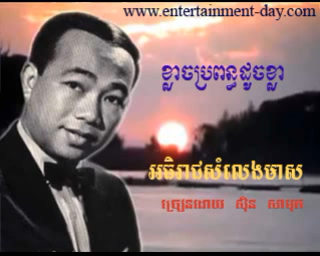 www.entertainment-day.com
ខ្លាចប្រពន្ធដូចខ្លា
អធិរាជសំលេងមាស
ច្រៀងដោយ ស៊ិន សាមុត